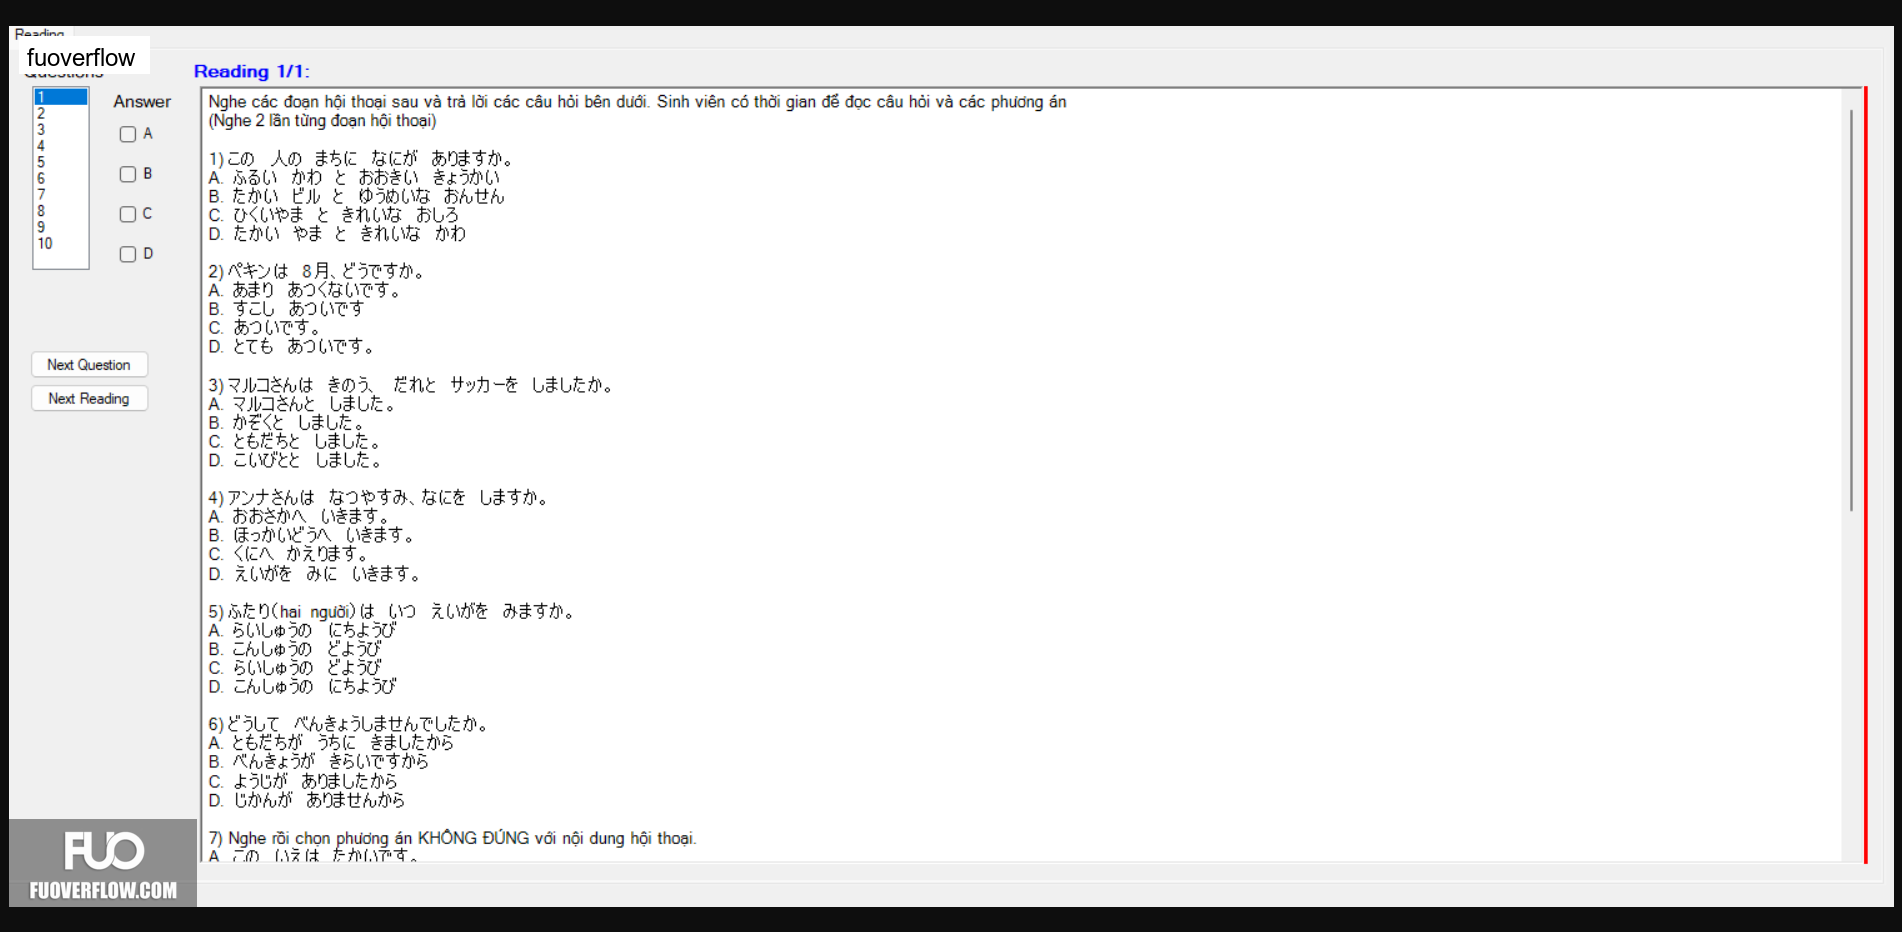 Reading
fuoverflow
Questions
Reading 1/1:
1
2
3
4
5
6
7
8
9
10
Answer
A
B
C
D
Next Question
Next Reading
Nghe các đoạn hội thoại sau và trả lời các câu hỏi bên dưới. Sinh viên có thời gian để đọc câu hỏi và các phương án
(Nghe 2 lần từng đoạn hội thoại)
1) この 人の まちに なにが ありますか。
A. ふるい かわ と おおきい きょうかい
B. たかい ビル と ゆうめいな おんせん
C. ひくいやま と きれいな おしろ
D. たかい やま と きれいな かわ
2) ペキンは 8月、どうですか。
A. あまり あつくないです。
B. すこし あついです
C. あついです。
D. とても あついです。
3) マルコさんは きのう、 だれと サッカーを しましたか。
A. マルコさんと しました。
B. かぞくと しました。
C. ともだちと しました。
D. こいびとと しました。
4) アンナさんは なつやすみ、なにを しますか。
A. おおさかへ いきます。
B. ほっかいどうへ いきます。
C. くにへ かえります。
D. えいがを みに いきます。
5) ふたり(hai người)は いつ えいがを みますか。
A. らいしゅうの にちようび
B. こんしゅうの どようび
C. らいしゅうの どようび
D. こんしゅうの にちようび
6) どうして べんきょうしませんでしたか。
A. ともだちが うちに きましたから
B. べんきょうが きらいですから
C. ようじが ありましたから
D. じかんが ありませんから
7) Nghe rồi chọn phương án KHÔNG ĐÚNG với nội dung hội thoại.
A. この いえは たかいです。
FUO
FUOVERFLOW.COM